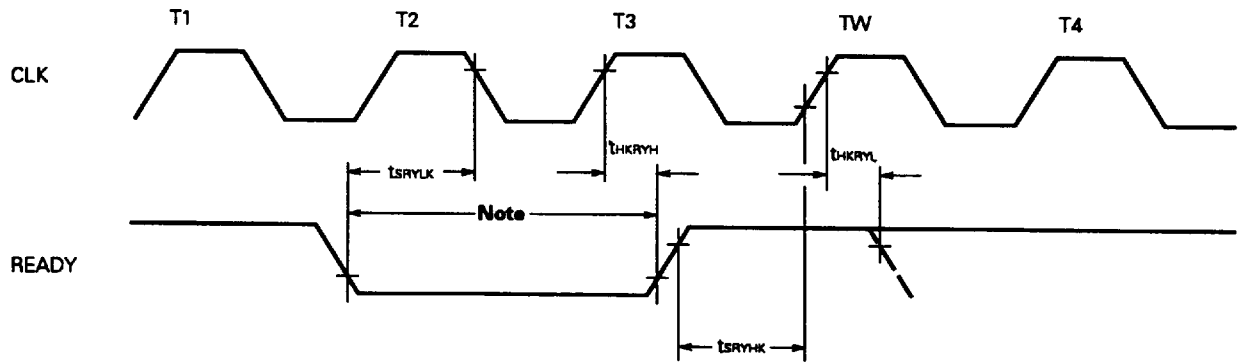 T1 T2 T3 TW T4
CLK
tHKRYH tHKRYL
tSRYLK
Note
READY
tSRYHK